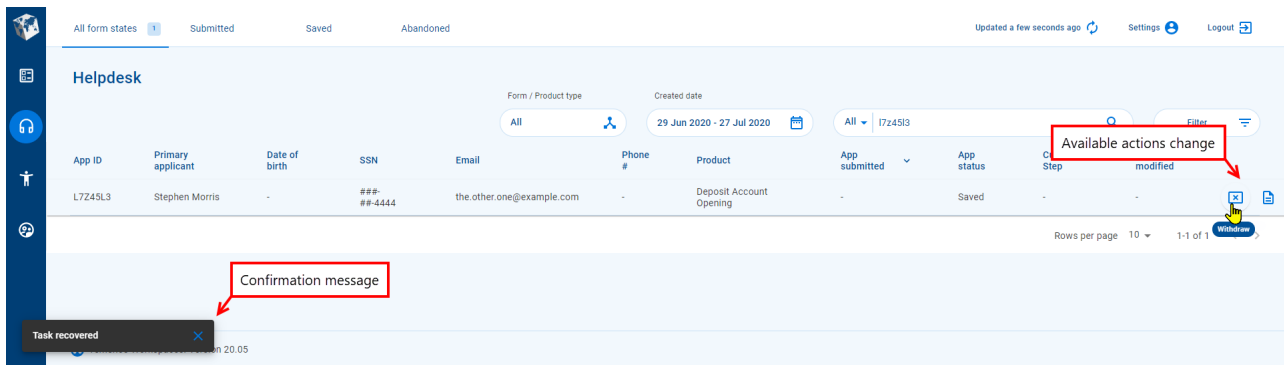 All form states 1 Submitted Saved Abandoned Updated a few seconds ago Settings Logout
Helpdesk
Form / Product type Created date
All 29 Jun 2020 - 27 Jul 2020 All l7z45l3 Filter
Available actions change
App ID Primary applicant Date of birth SSN Email Phone # Product App submitted App status Step modified
L7Z45L3 Stephen Morris - ###-##-4444 the.other.one@example.com - Deposit Account Opening - Saved - -
Withdraw
Rows per page 10 1-1 of 1
Confirmation message
Task recovered
version 20.05